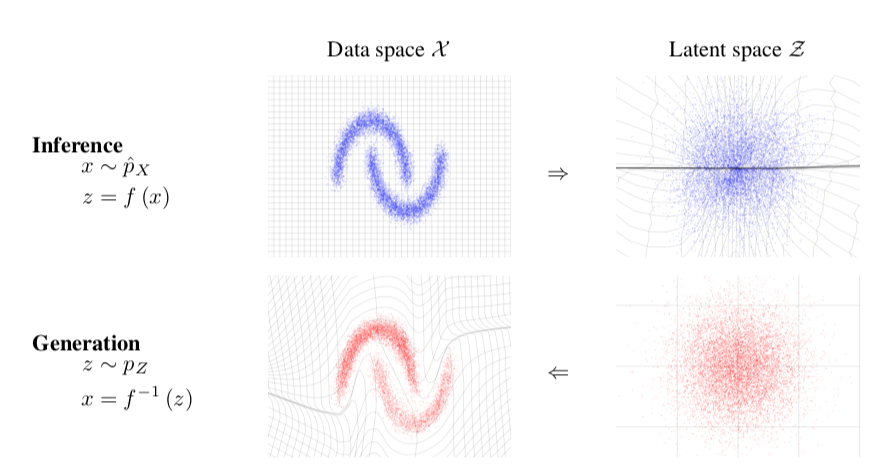 Data space 𝒳
Latent space 𝒵
Inference
x ∼ p̂_X
⇒
z = f (x)
Generation
z ∼ p_Z
⇐
x = f⁻¹ (z)